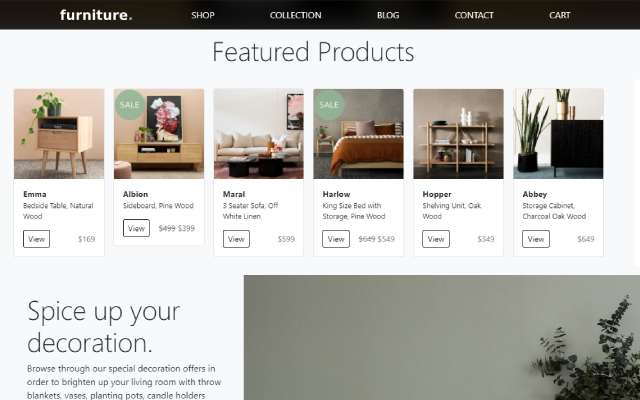 furniture.
SHOP
COLLECTION
BLOG
CONTACT
CART
Featured Products
SALE
SALE
Emma
Bedside Table, Natural
Wood
View
$169
Albion
Sideboard, Pine Wood
View
$499 $399
Maral
3 Seater Sofa, Off
White Linen
View
$599
Harlow
King Size Bed with
Storage, Pine Wood
View
$649 $549
Hopper
Shelving Unit, Oak
Wood
View
$349
Abbey
Storage Cabinet,
Charcoal Oak Wood
View
$649
Spice up your
decoration.
Browse through our special decoration offers in
order to brighten up your living room with throw
blankets, vases, planting pots, candle holders